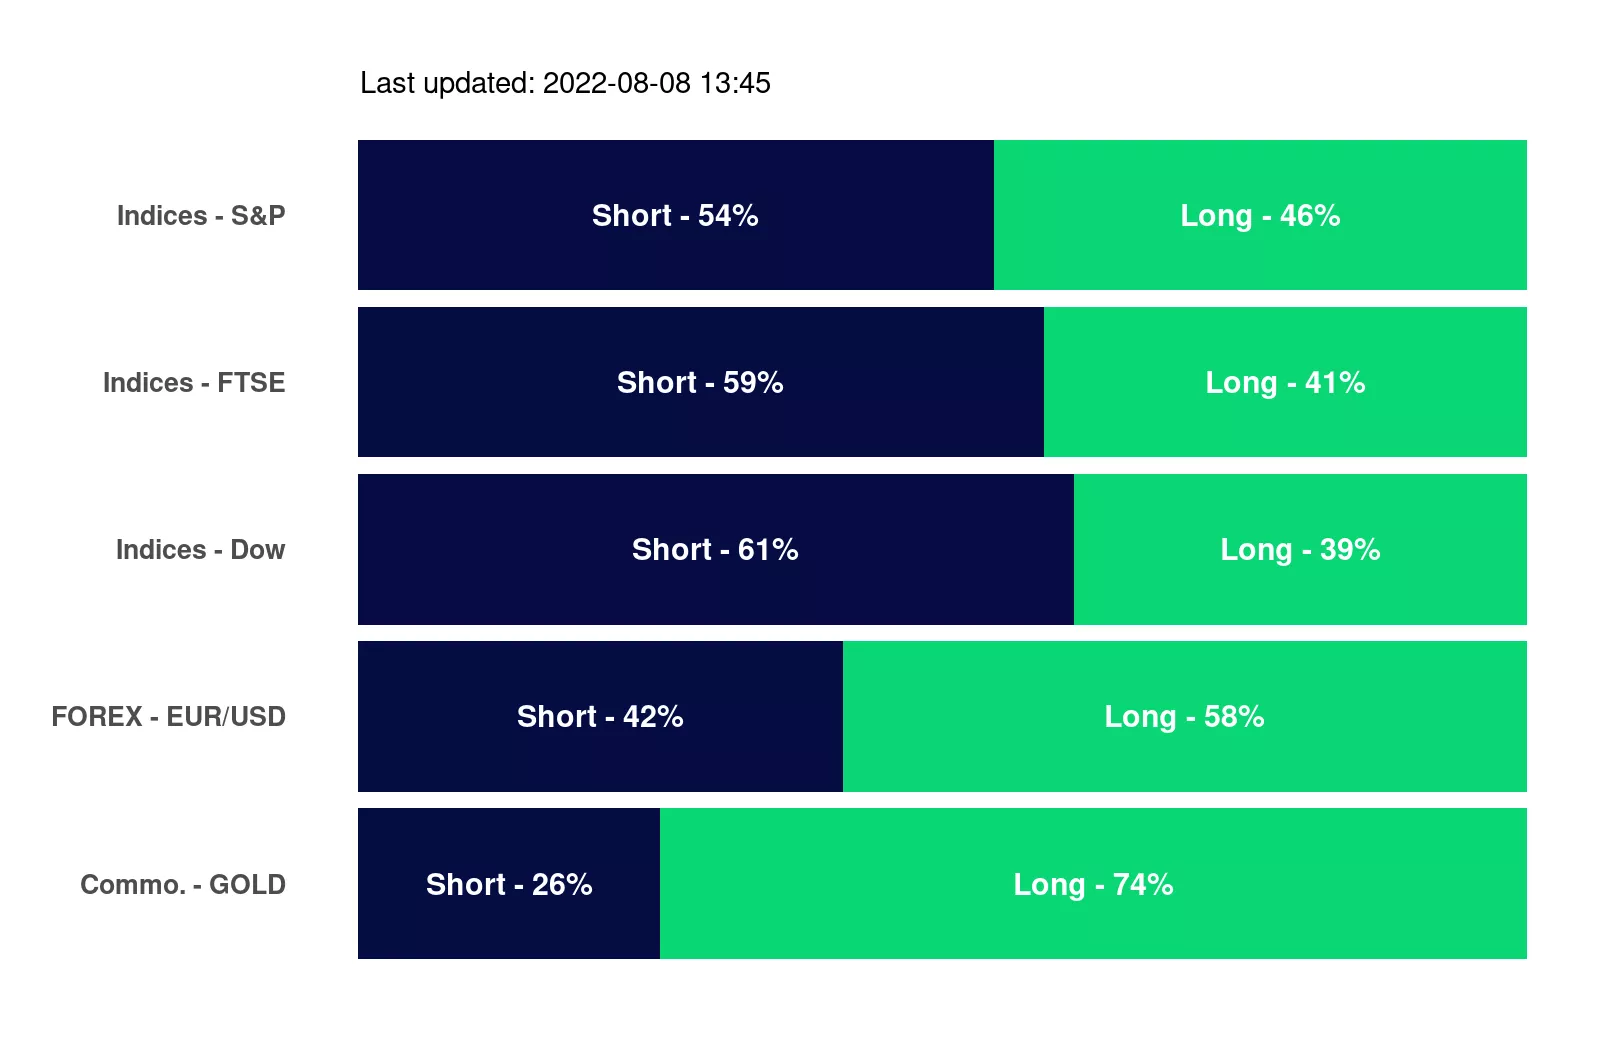 Last updated: 2022-08-08 13:45
Indices - S&P Short - 54% Long - 46%
Indices - FTSE Short - 59% Long - 41%
Indices - Dow Short - 61% Long - 39%
FOREX - EUR/USD Short - 42% Long - 58%
Commo. - GOLD Short - 26% Long - 74%